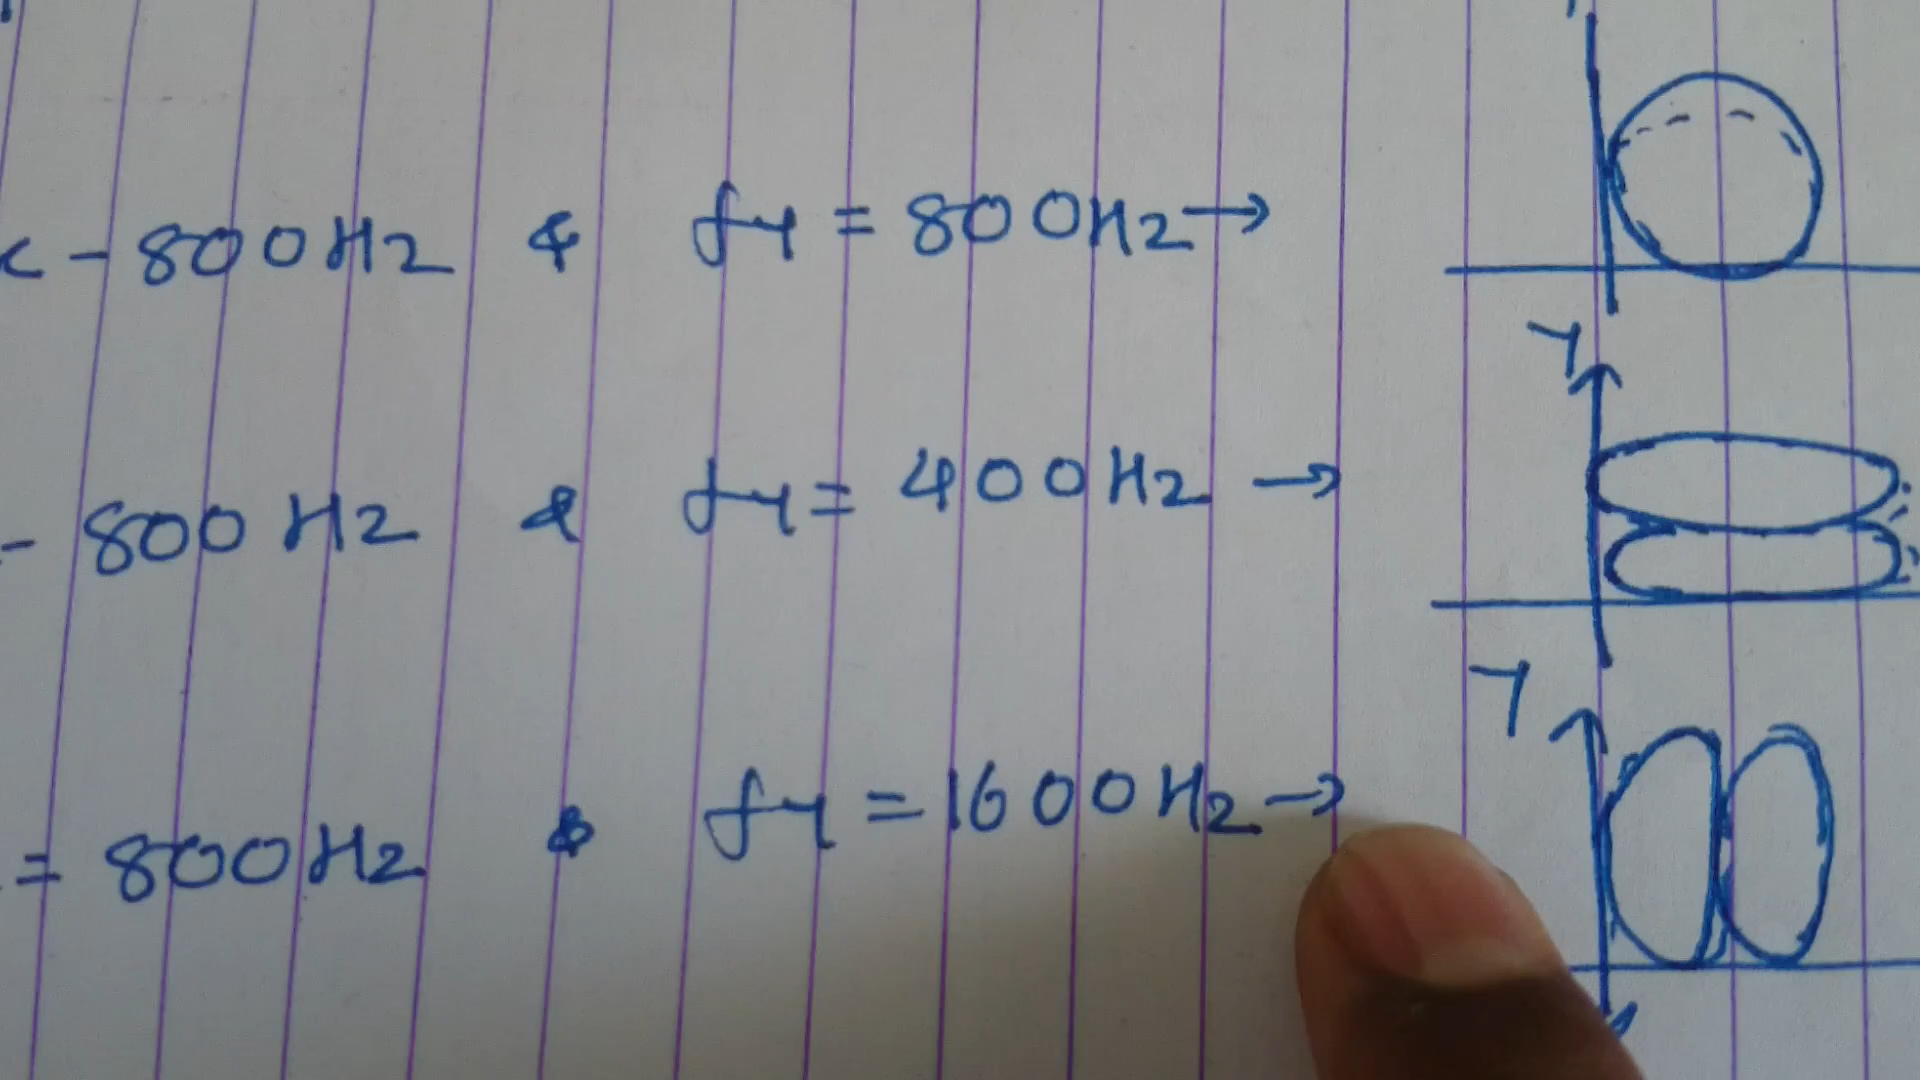 x - 800Hz & fy = 800Hz →
Y
- 800Hz & fy = 400Hz →
Y
= 800Hz & fy = 1600Hz →